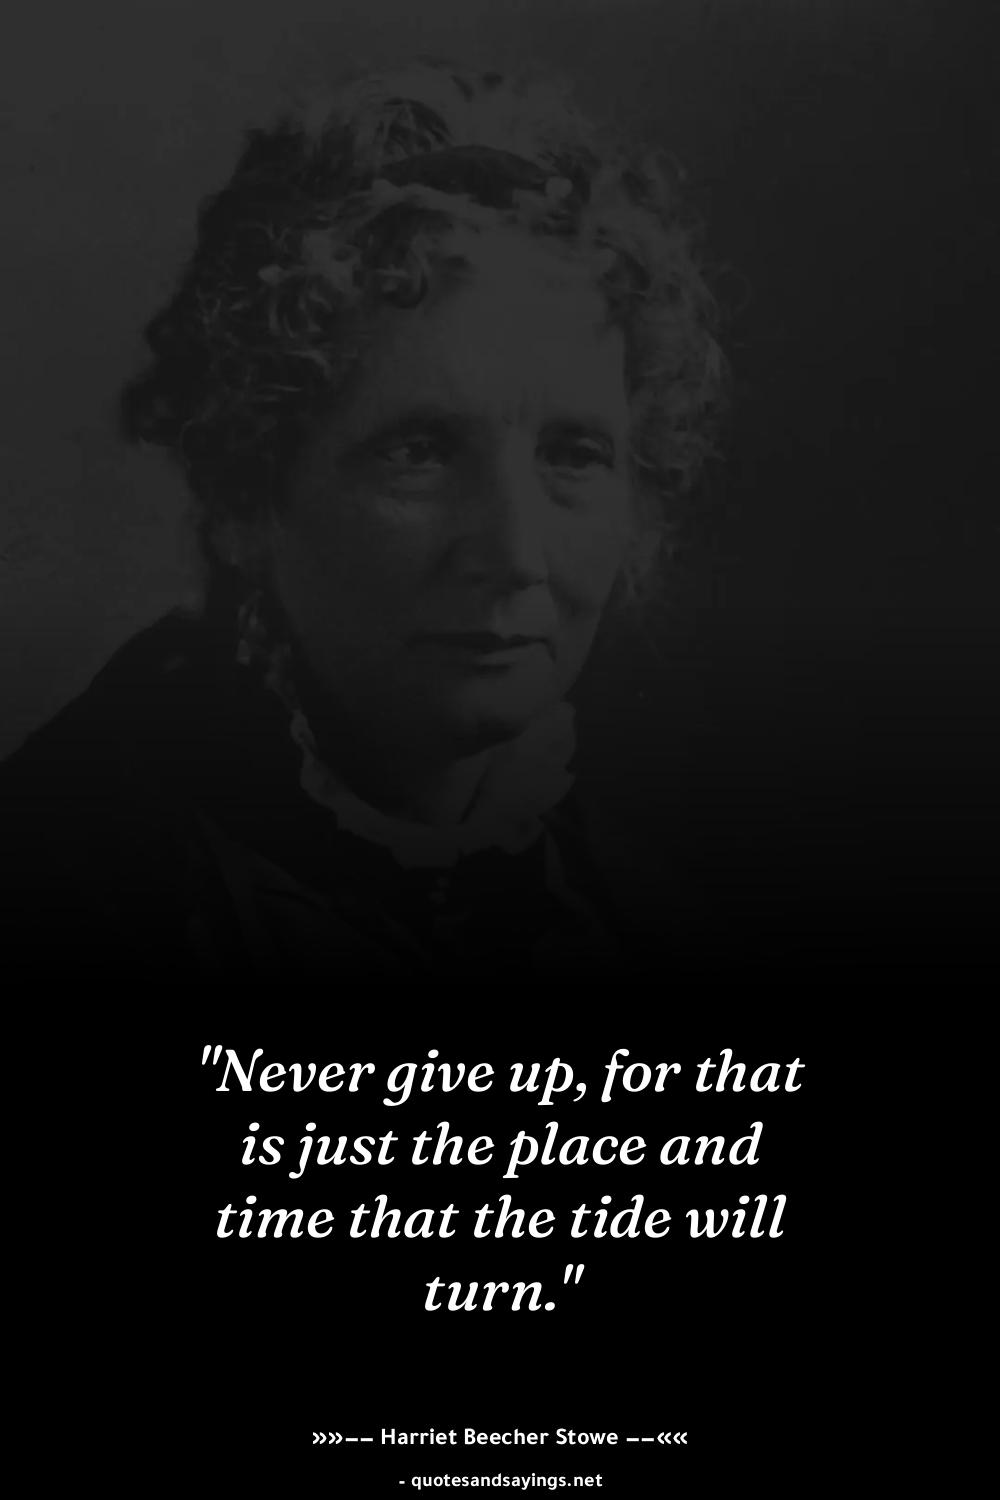 "Never give up, for that
is just the place and
time that the tide will
turn."
»»−− Harriet Beecher Stowe −−««
- quotesandsayings.net